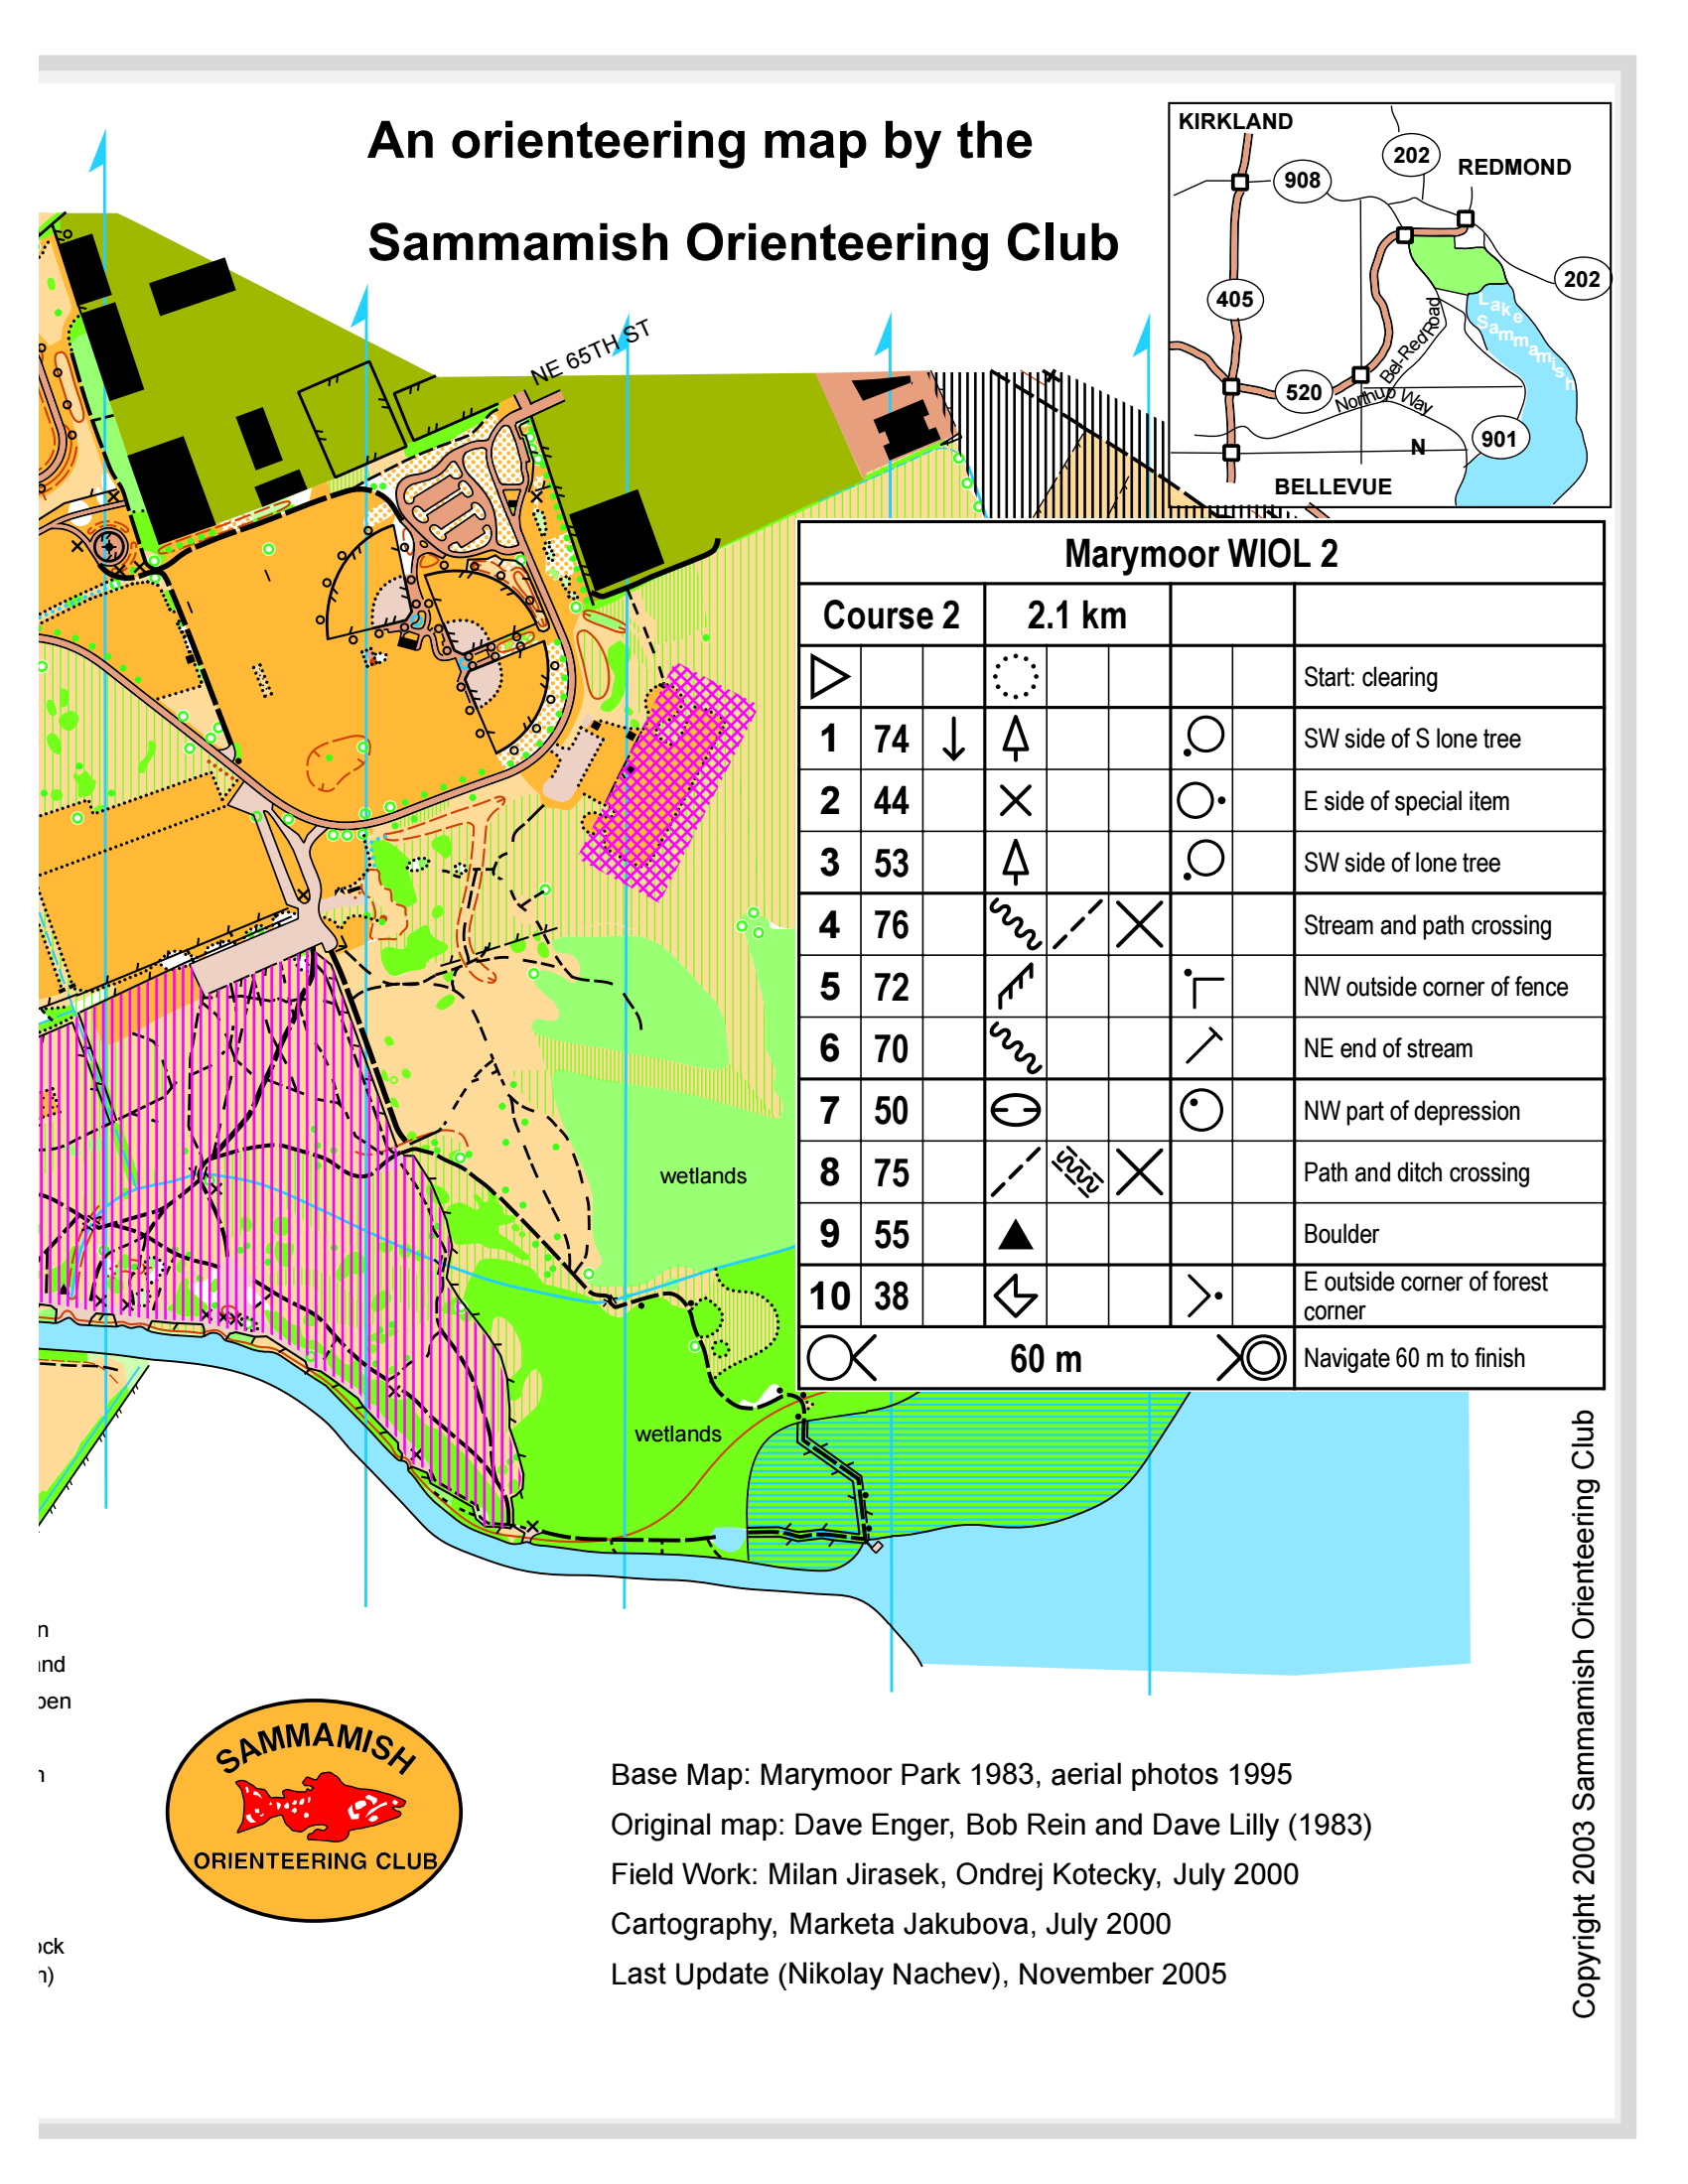 An orienteering map by the
Sammamish Orienteering Club
KIRKLAND
202
REDMOND
908
202
405
Lake
Sammamish
Bel-Red Road
520
Northup Way
901
N
BELLEVUE
NE 65TH ST
Marymoor WIOL 2
Course 2 2.1 km
Start: clearing
1 74 SW side of S lone tree
2 44 E side of special item
3 53 SW side of lone tree
4 76 Stream and path crossing
5 72 NW outside corner of fence
6 70 NE end of stream
7 50 NW part of depression
8 75 Path and ditch crossing
9 55 Boulder
10 38 E outside corner of forest
corner
60 m Navigate 60 m to finish
wetlands
wetlands
Copyright 2003 Sammamish Orienteering Club
SAMMAMISH
ORIENTEERING CLUB
Base Map: Marymoor Park 1983, aerial photos 1995
Original map: Dave Enger, Bob Rein and Dave Lilly (1983)
Field Work: Milan Jirasek, Ondrej Kotecky, July 2000
Cartography, Marketa Jakubova, July 2000
Last Update (Nikolay Nachev), November 2005